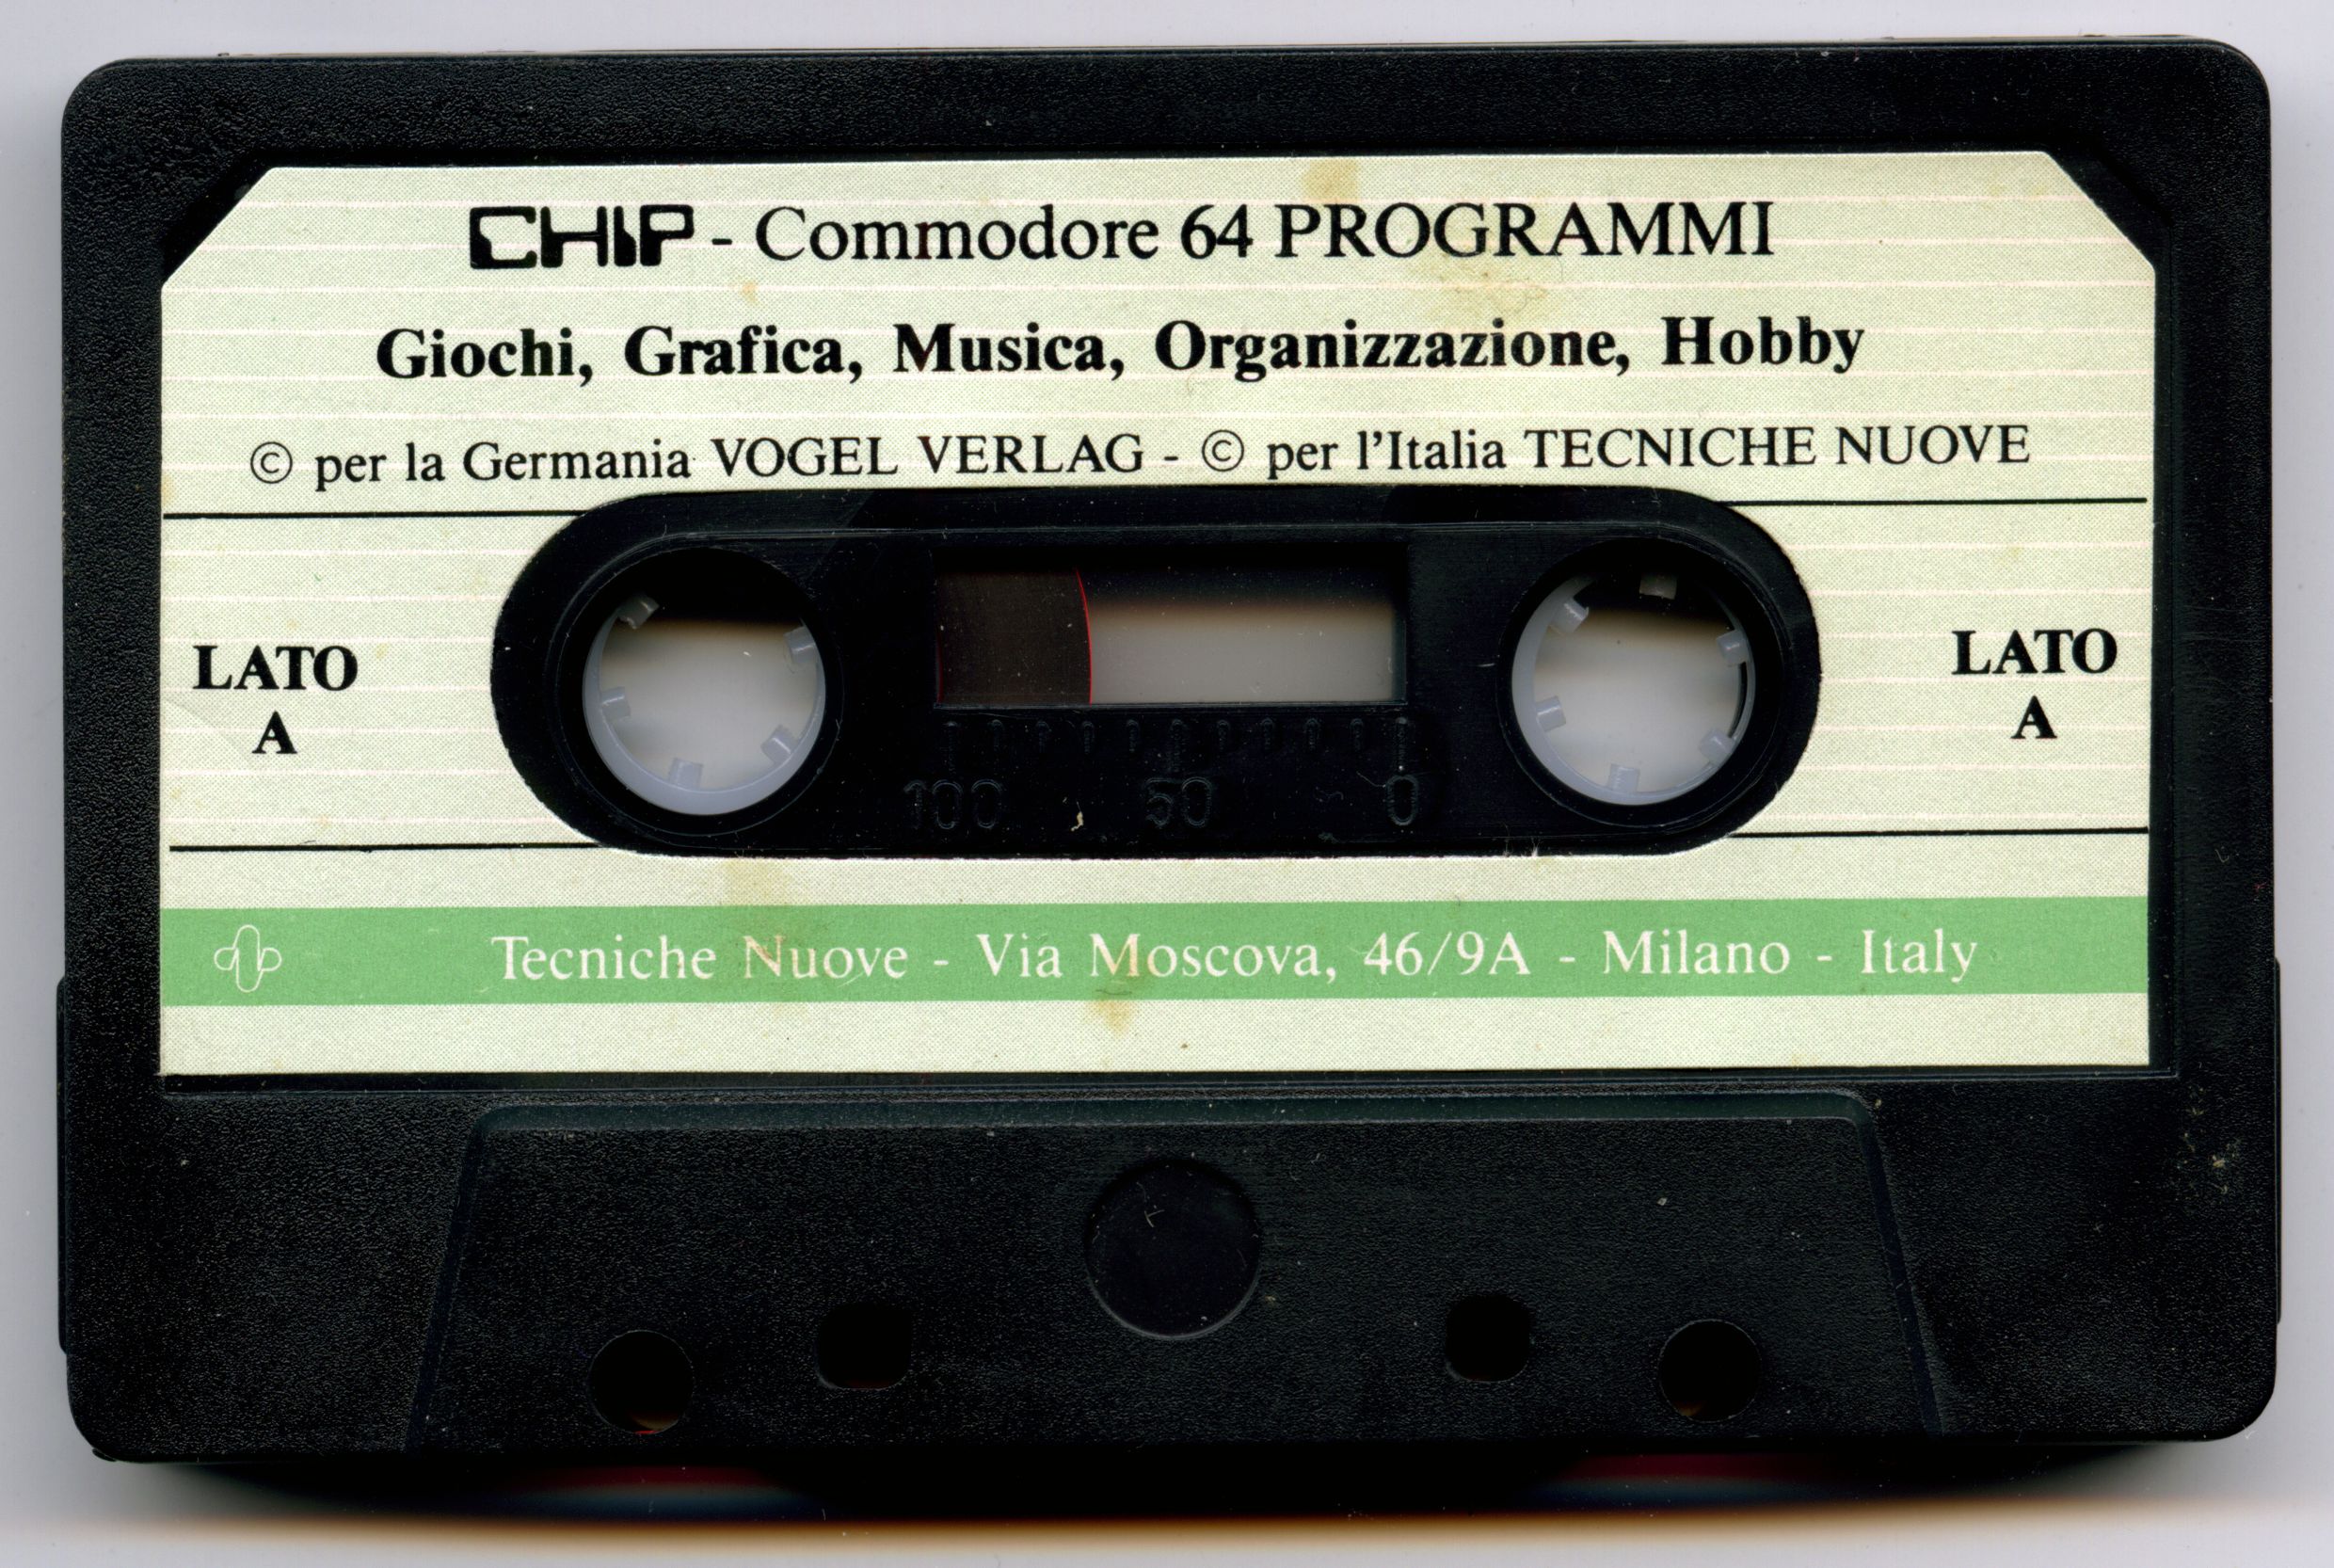 CHIP - Commodore 64 PROGRAMMI
Giochi, Grafica, Musica, Organizzazione, Hobby
© per la Germania VOGEL VERLAG - © per l'Italia TECNICHE NUOVE
LATO
A
LATO
A
100 50 0
Tecniche Nuove - Via Moscova, 46/9A - Milano - Italy